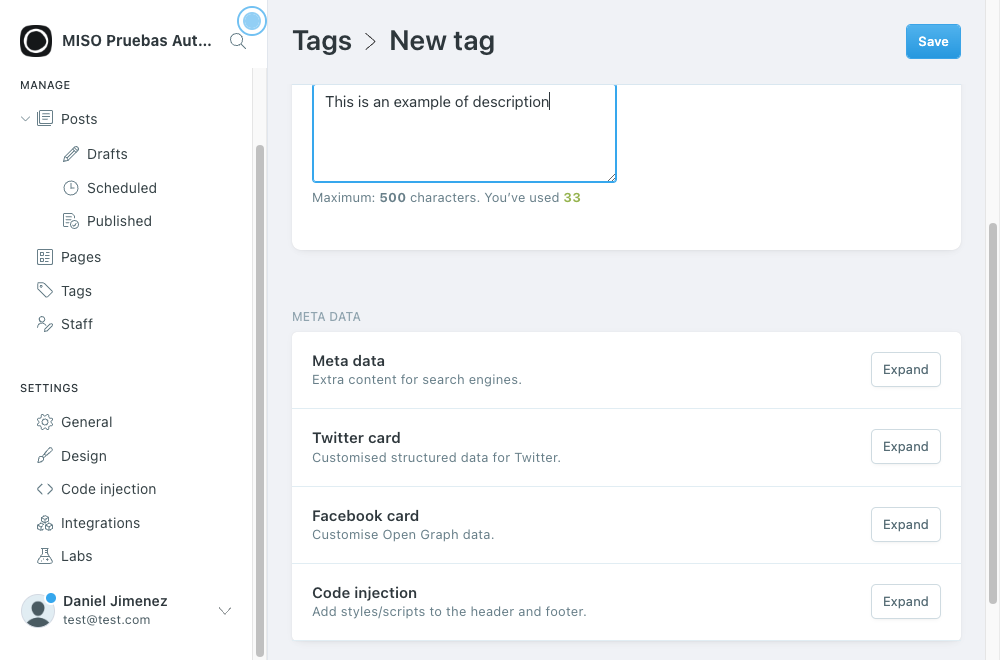 MISO Pruebas Aut...
MANAGE
Posts
Drafts
Scheduled
Published
Pages
Tags
Staff
SETTINGS
General
Design
Code injection
Integrations
Labs
Daniel Jimenez
test@test.com
Tags > New tag
Save
This is an example of description
Maximum: 500 characters. You’ve used 33
META DATA
Meta data
Extra content for search engines.
Expand
Twitter card
Customised structured data for Twitter.
Expand
Facebook card
Customise Open Graph data.
Expand
Code injection
Add styles/scripts to the header and footer.
Expand